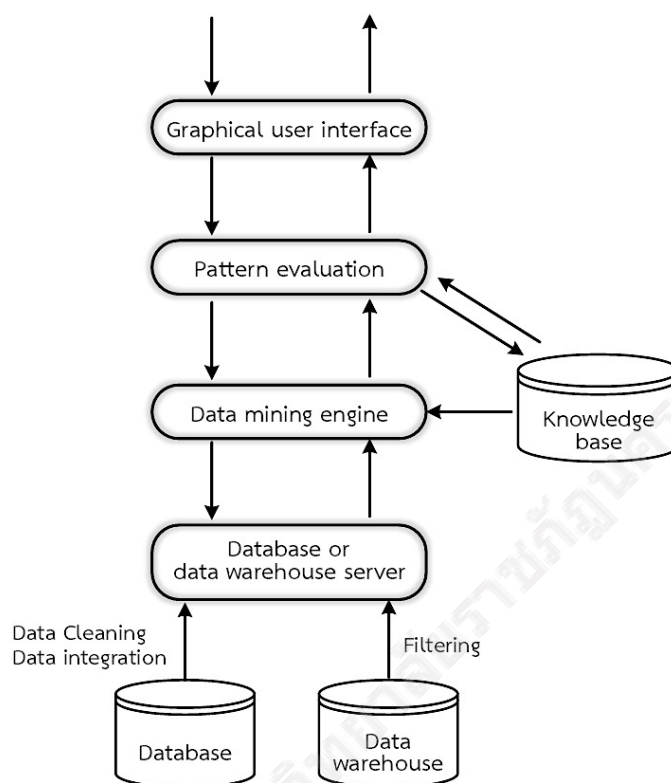 Graphical user interface
Pattern evaluation
Data mining engine
Knowledge
base
Database or
data warehouse server
Data Cleaning
Data integration
Filtering
Database
Data
warehouse